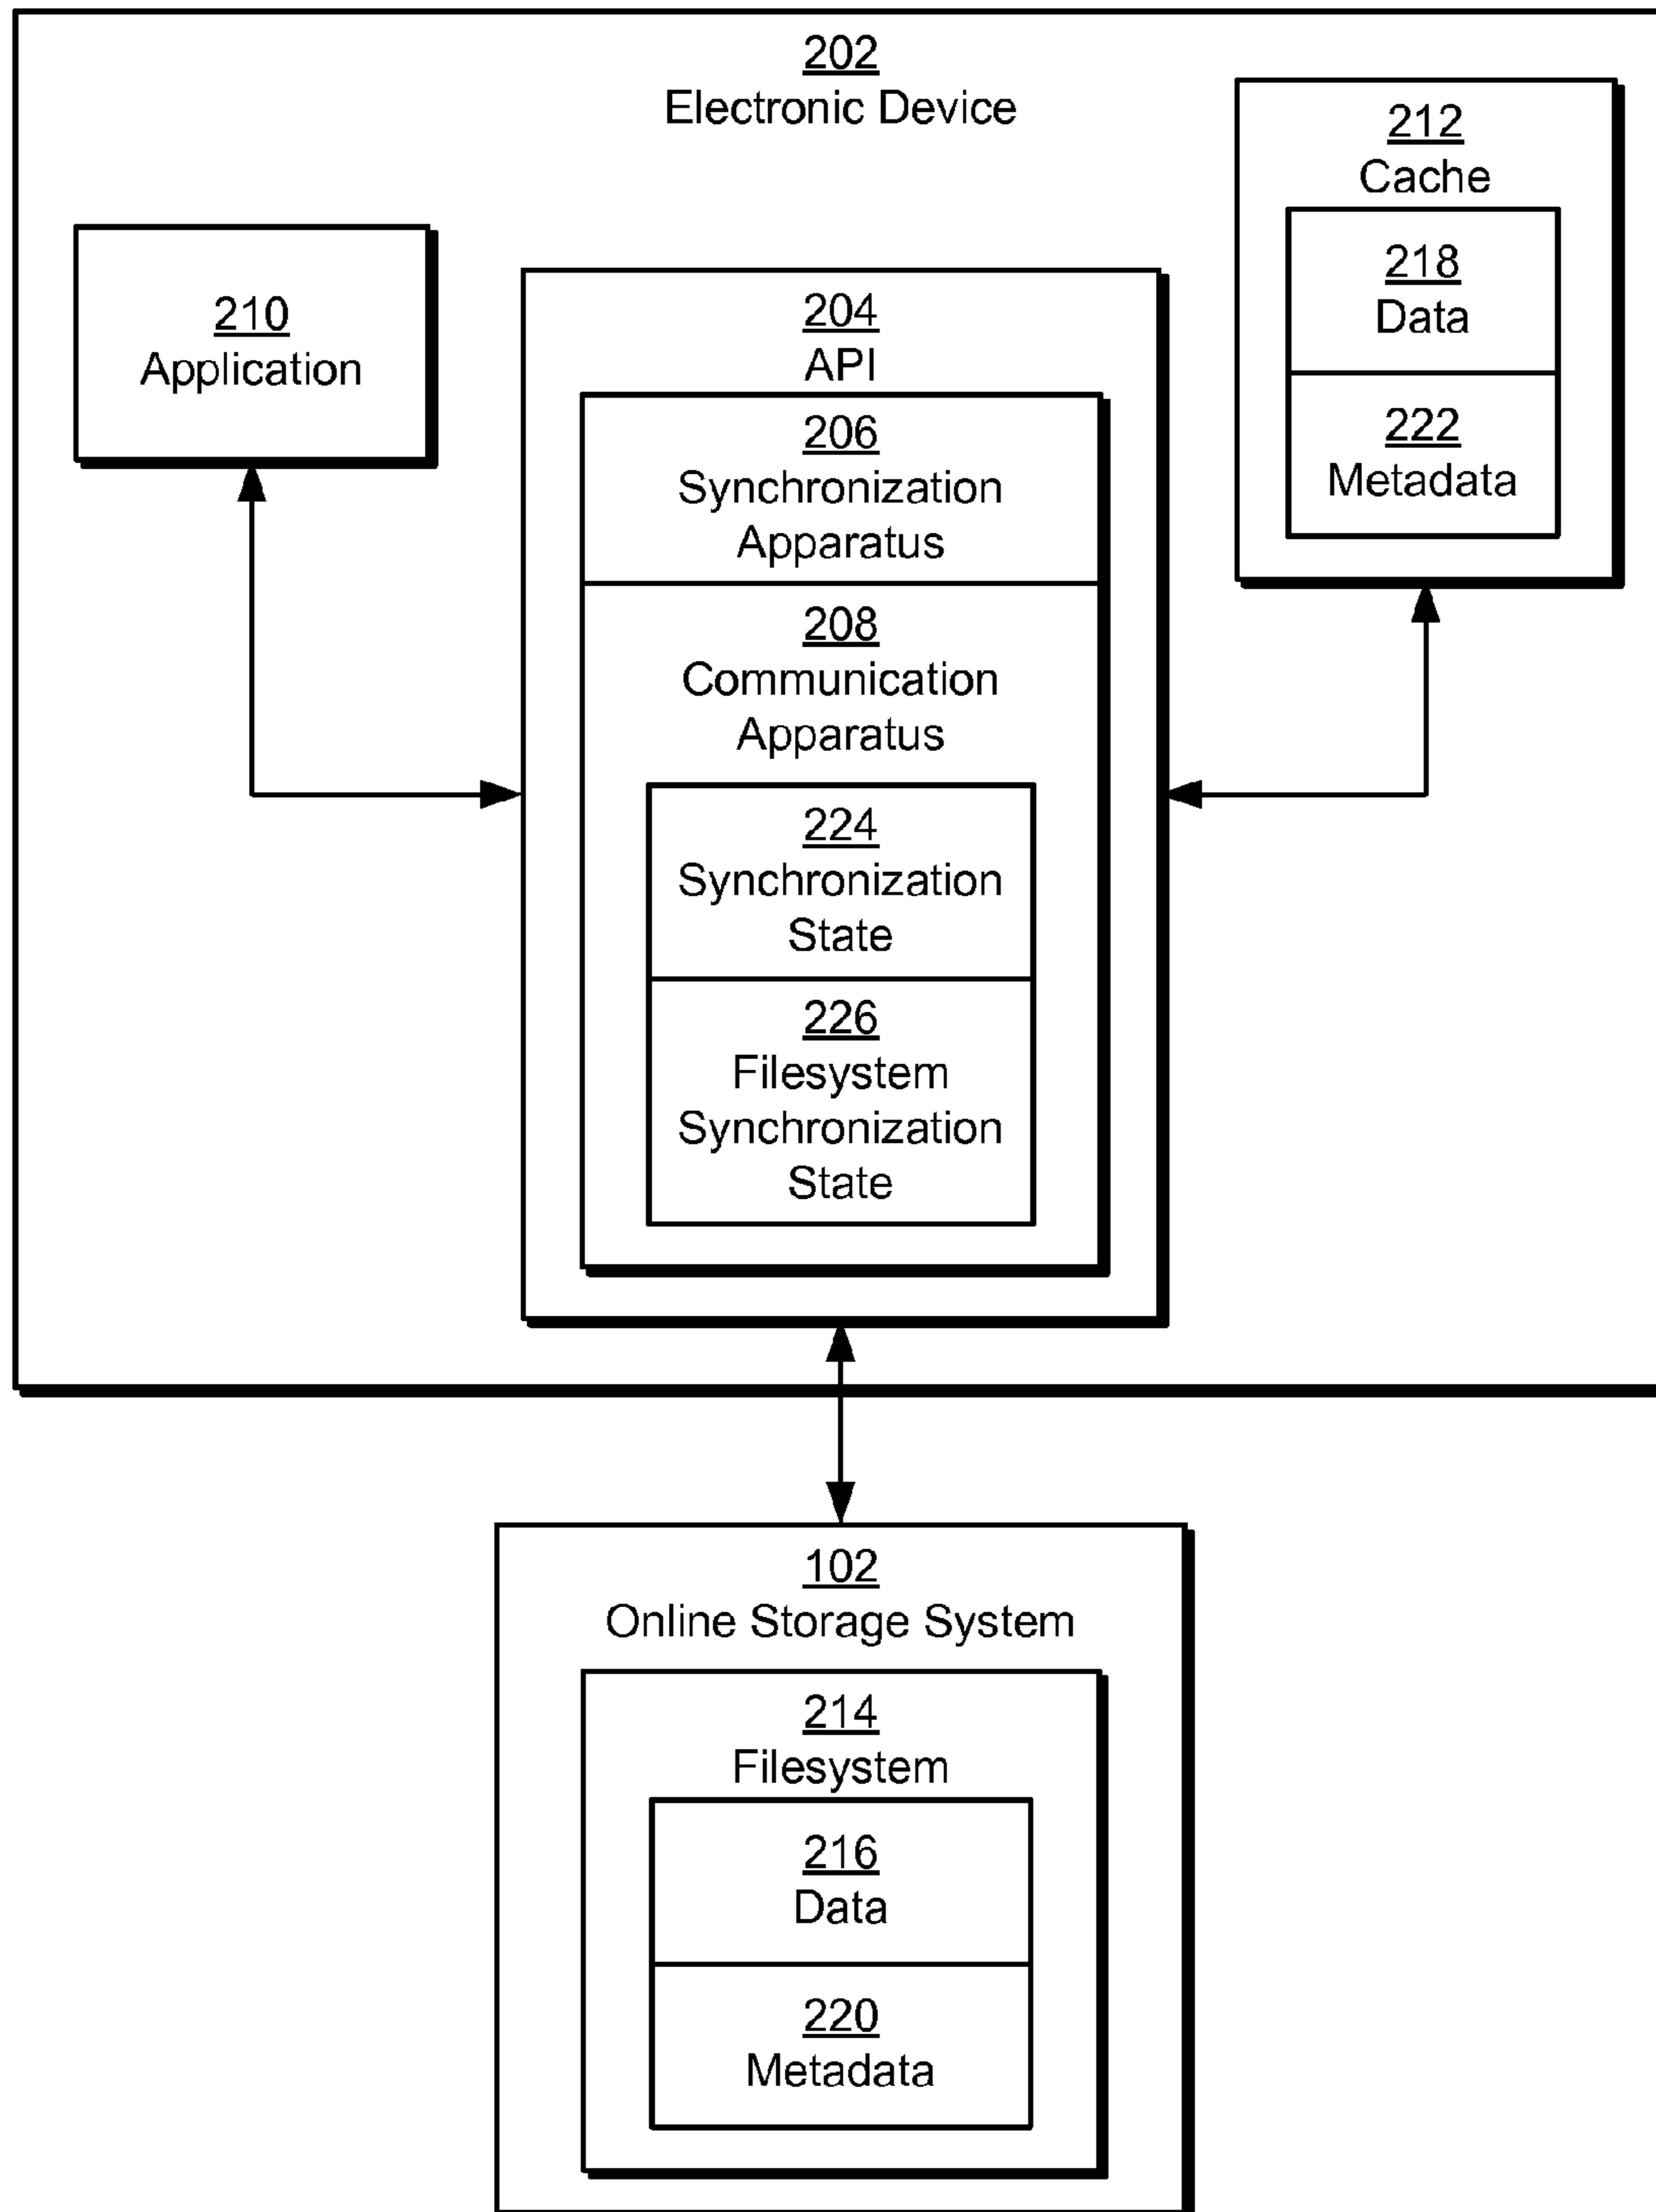 202
Electronic Device
212
Cache
218
Data
222
Metadata
210
Application
204
API
206
Synchronization
Apparatus
208
Communication
Apparatus
224
Synchronization
State
226
Filesystem
Synchronization
State
102
Online Storage System
214
Filesystem
216
Data
220
Metadata